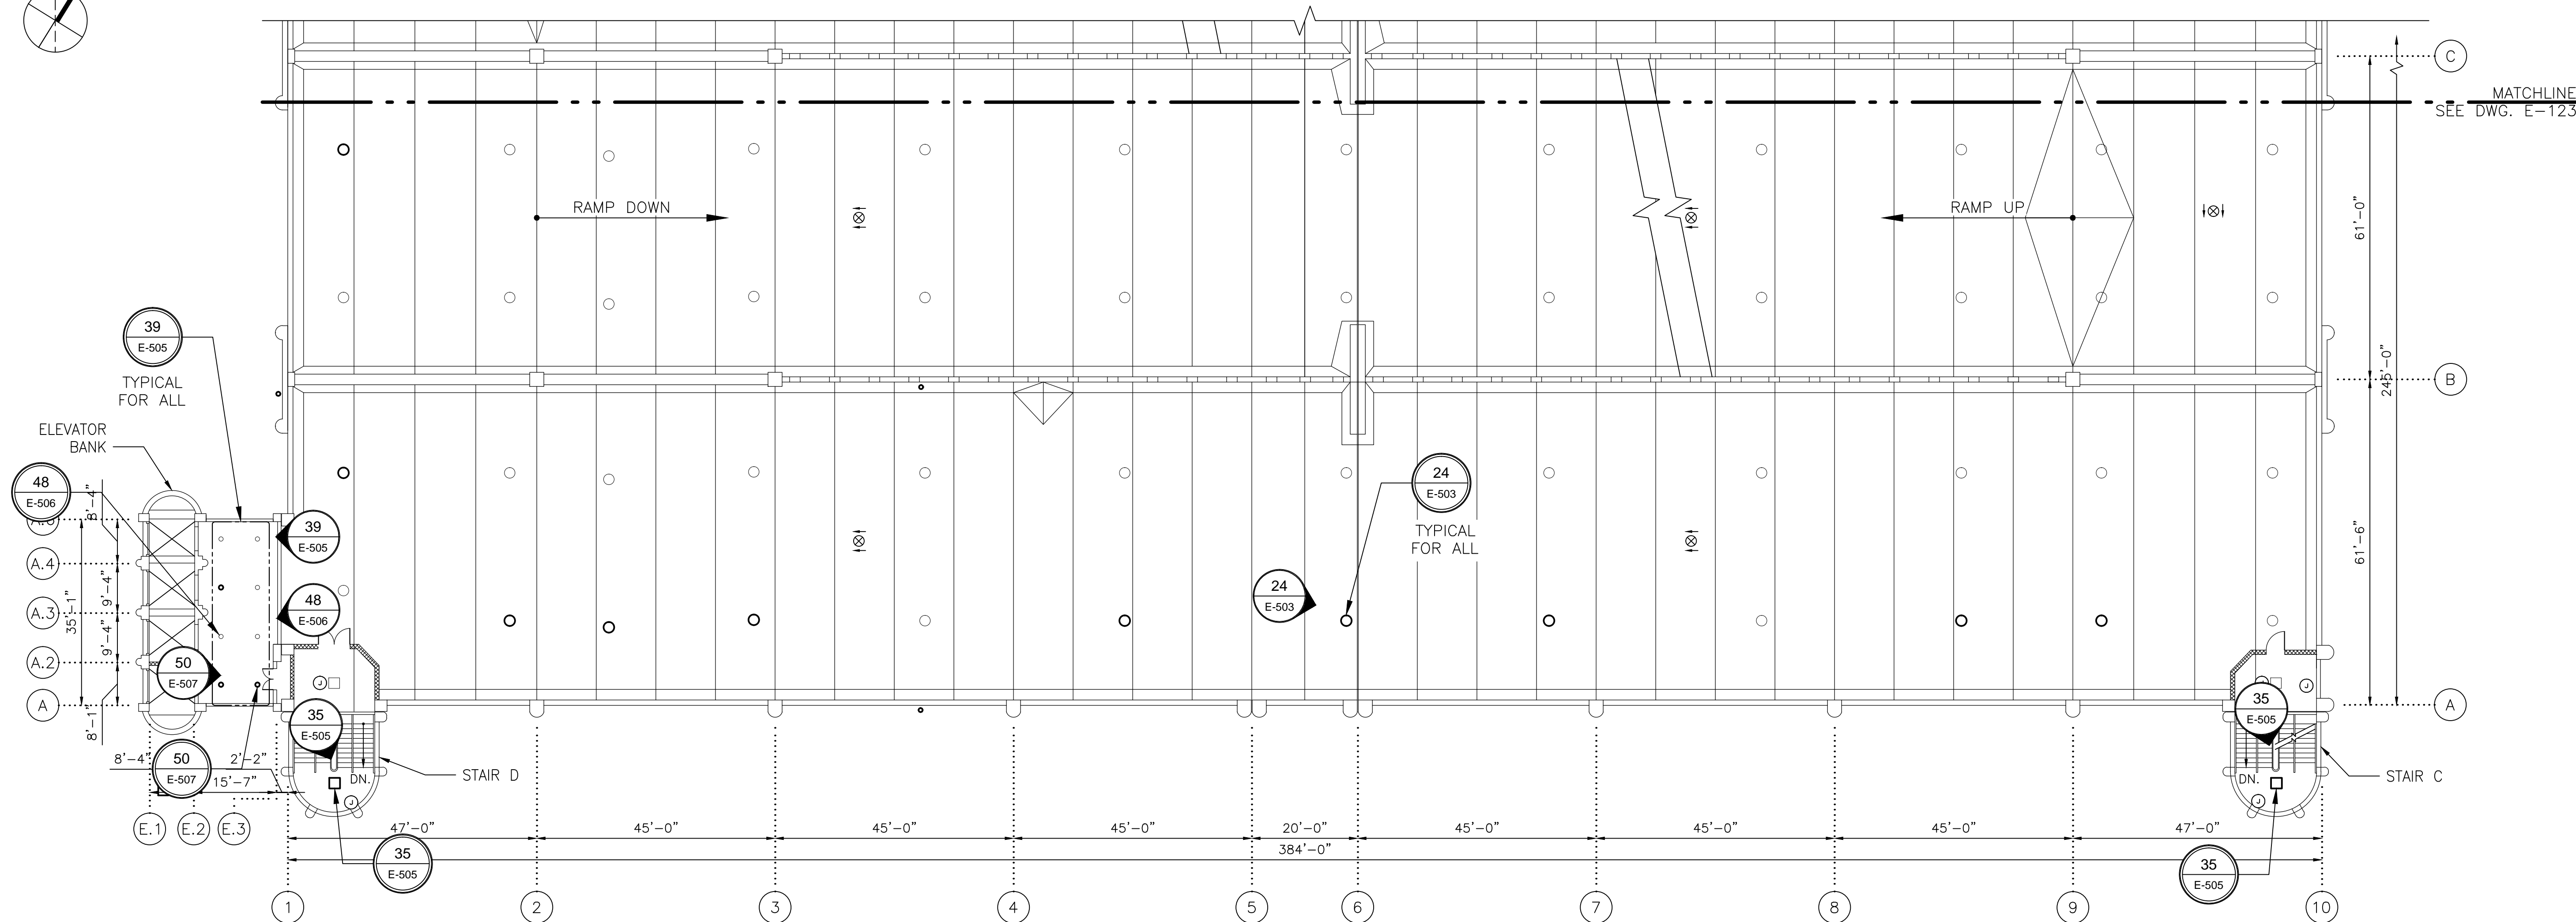 C
MATCHLINE
SEE DWG. E-123
RAMP DOWN
RAMP UP
61'-0"
39
E-505
TYPICAL
FOR ALL
245'-0"
B
ELEVATOR
BANK
48
E-506
8'-4"
39
E-505
24
E-503
TYPICAL
FOR ALL
61'-6"
A.4
9'-4"
35'-1"
A.3
48
E-506
24
E-503
9'-4"
A.2
50
E-507
J
J
A
8'-1"
35
E-505
35
E-505
A
8'-4"
50
E-507
2'-2"
15'-7"
DN.
STAIR D
J
DN.
STAIR C
J
E.1
E.2
E.3
47'-0"
45'-0"
45'-0"
45'-0"
20'-0"
45'-0"
45'-0"
45'-0"
47'-0"
384'-0"
35
E-505
35
E-505
1
2
3
4
5
6
7
8
9
10